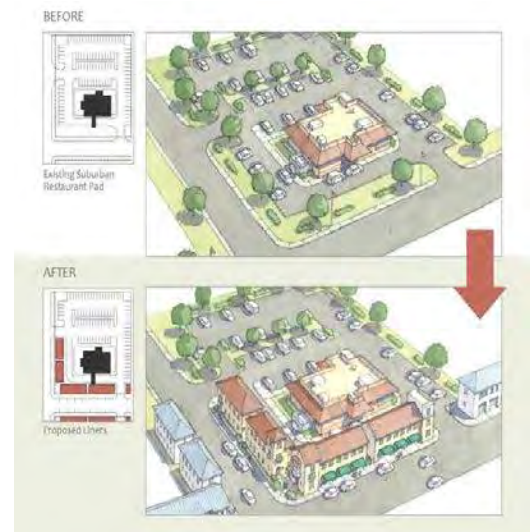 BEFORE
Existing Suburban
Restaurant Pad
AFTER
Proposed Liners